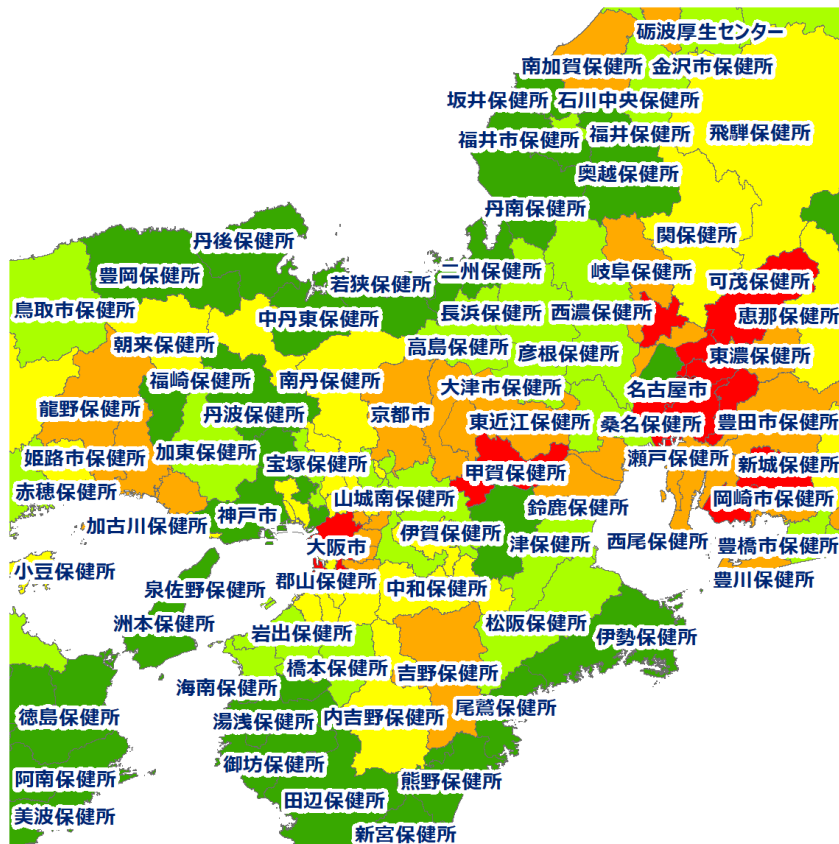 砺波厚生センター
南加賀保健所
金沢市保健所
坂井保健所
石川中央保健所
福井市保健所
福井保健所
飛騨保健所
奥越保健所
丹南保健所
丹後保健所
関保健所
豊岡保健所
若狭保健所
二州保健所
岐阜保健所
可茂保健所
鳥取市保健所
中丹東保健所
長浜保健所
西濃保健所
恵那保健所
朝来保健所
高島保健所
彦根保健所
東濃保健所
福崎保健所
南丹保健所
大津市保健所
名古屋市
龍野保健所
丹波保健所
京都市
東近江保健所
桑名保健所
豊田市保健所
姫路市保健所
加東保健所
宝塚保健所
甲賀保健所
瀬戸保健所
新城保健所
赤穂保健所
山城南保健所
鈴鹿保健所
岡崎市保健所
加古川保健所
神戸市
伊賀保健所
大阪市
津保健所
西尾保健所
豊橋市保健所
小豆保健所
泉佐野保健所
郡山保健所
中和保健所
豊川保健所
洲本保健所
岩出保健所
松阪保健所
伊勢保健所
橋本保健所
吉野保健所
海南保健所
尾鷲保健所
徳島保健所
湯浅保健所
内吉野保健所
御坊保健所
阿南保健所
熊野保健所
田辺保健所
美波保健所
新宮保健所